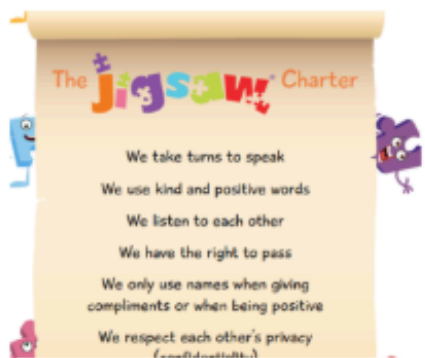 The Jigsaw Charter
We take turns to speak
We use kind and positive words
We listen to each other
We have the right to pass
We only use names when giving
compliments or when being positive
We respect each other's privacy
(confidentiality)